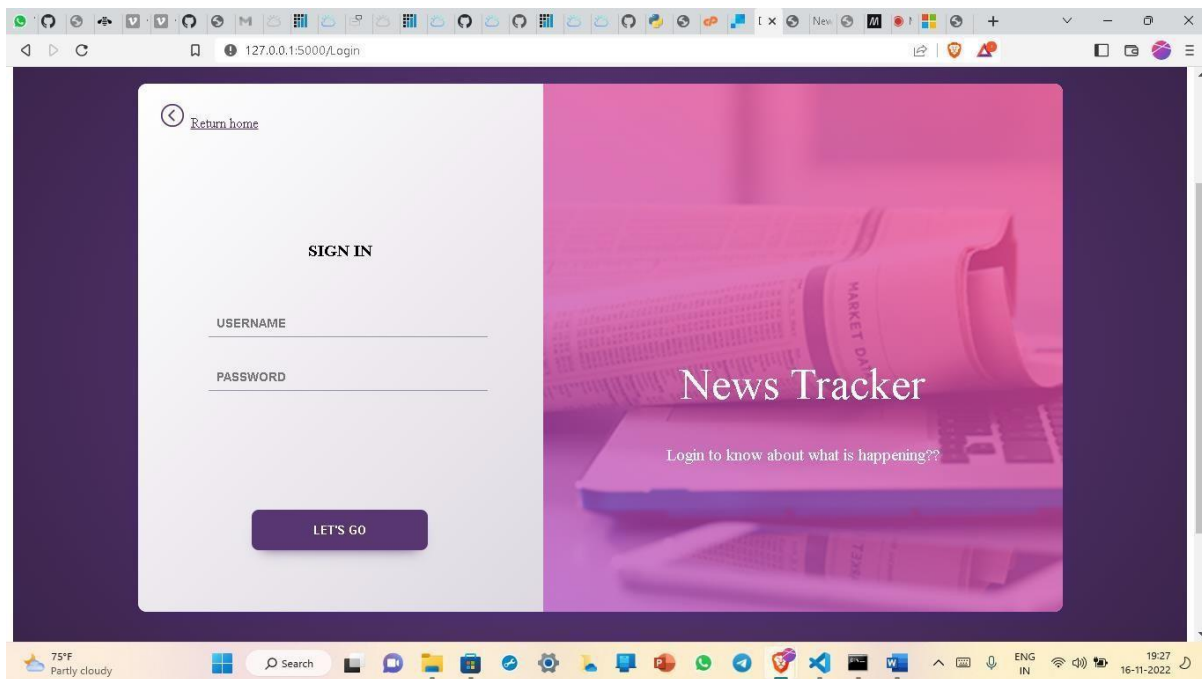 New
127.0.0.1:5000/Login
Return home
SIGN IN
USERNAME
PASSWORD
LET'S GO
MARKET DA
News Tracker
Login to know about what is happening??
75°F
Partly cloudy
Search
ENG
IN
19:27
16-11-2022